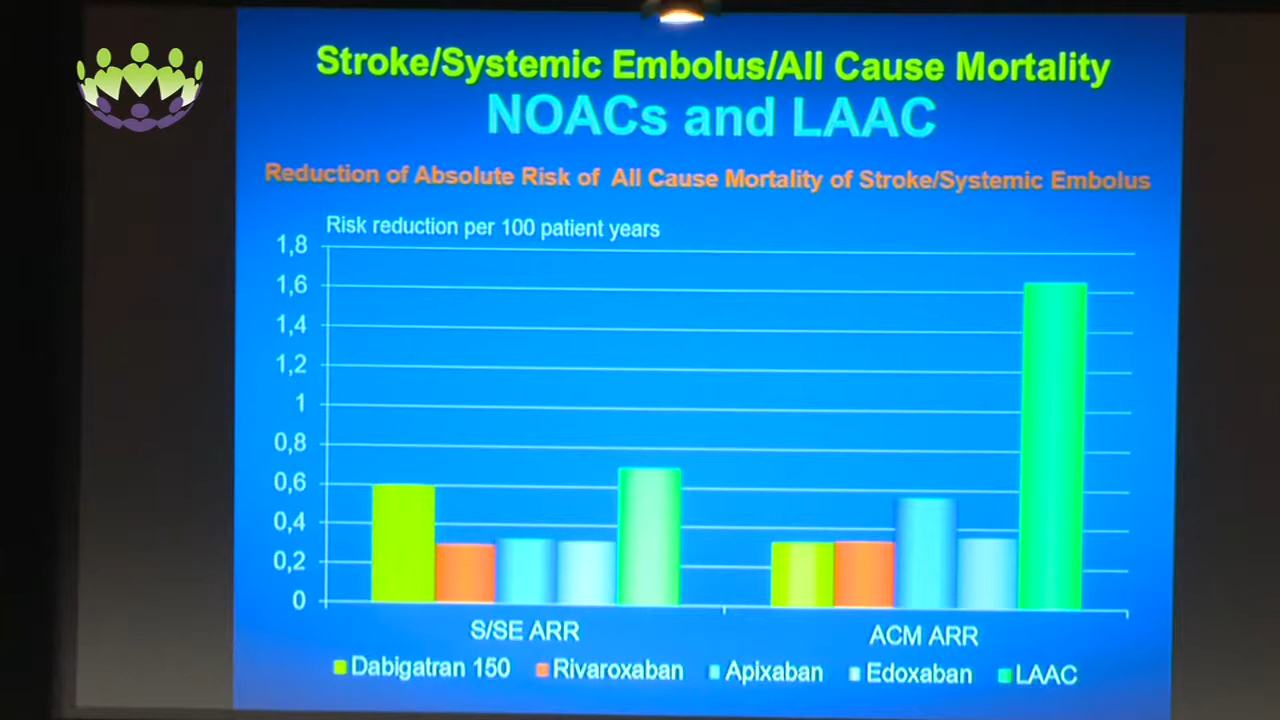 Stroke/Systemic Embolus/All Cause Mortality
NOACs and LAAC
Reduction of Absolute Risk of All Cause Mortality of Stroke/Systemic Embolus
Risk reduction per 100 patient years
1,8
1,6
1,4
1,2
1
0,8
0,6
0,4
0,2
0
S/SE ARR ACM ARR
Dabigatran 150 Rivaroxaban Apixaban Edoxaban LAAC